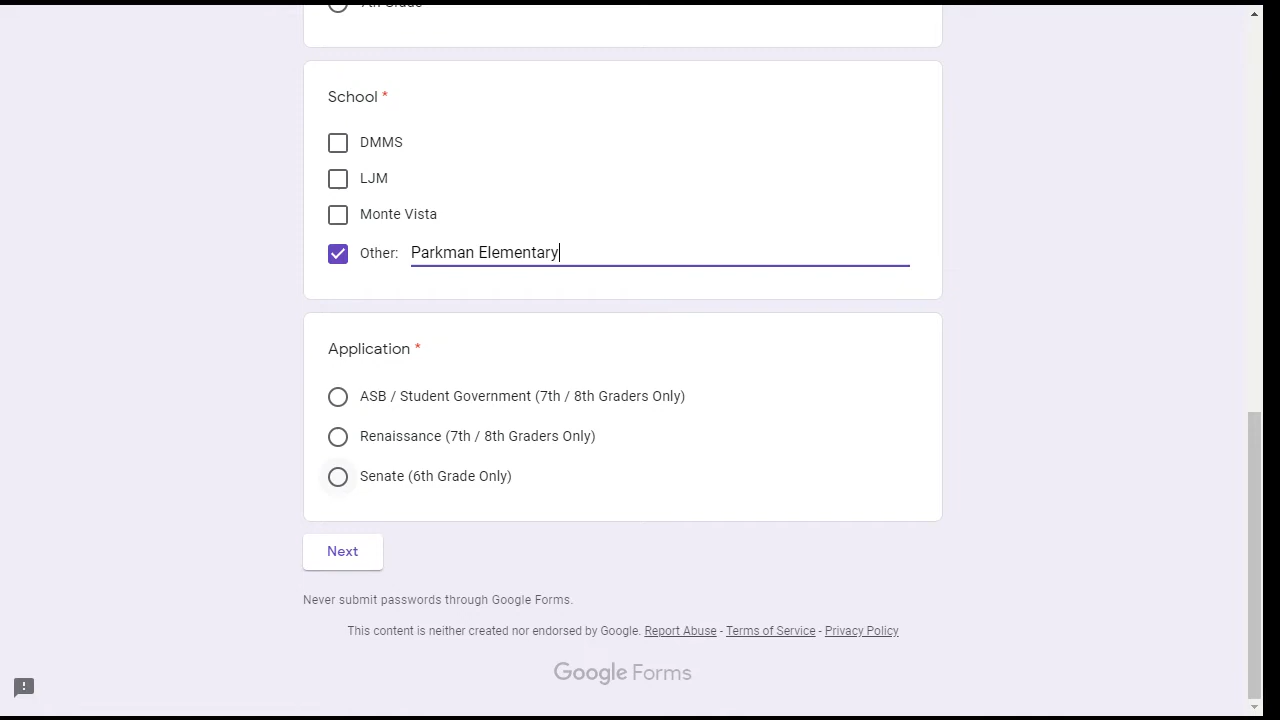 7th Grade
School *
DMMS
LJM
Monte Vista
Other: Parkman Elementary
Application *
ASB / Student Government (7th / 8th Graders Only)
Renaissance (7th / 8th Graders Only)
Senate (6th Grade Only)
Next
Never submit passwords through Google Forms.
This content is neither created nor endorsed by Google. Report Abuse - Terms of Service - Privacy Policy
Google Forms